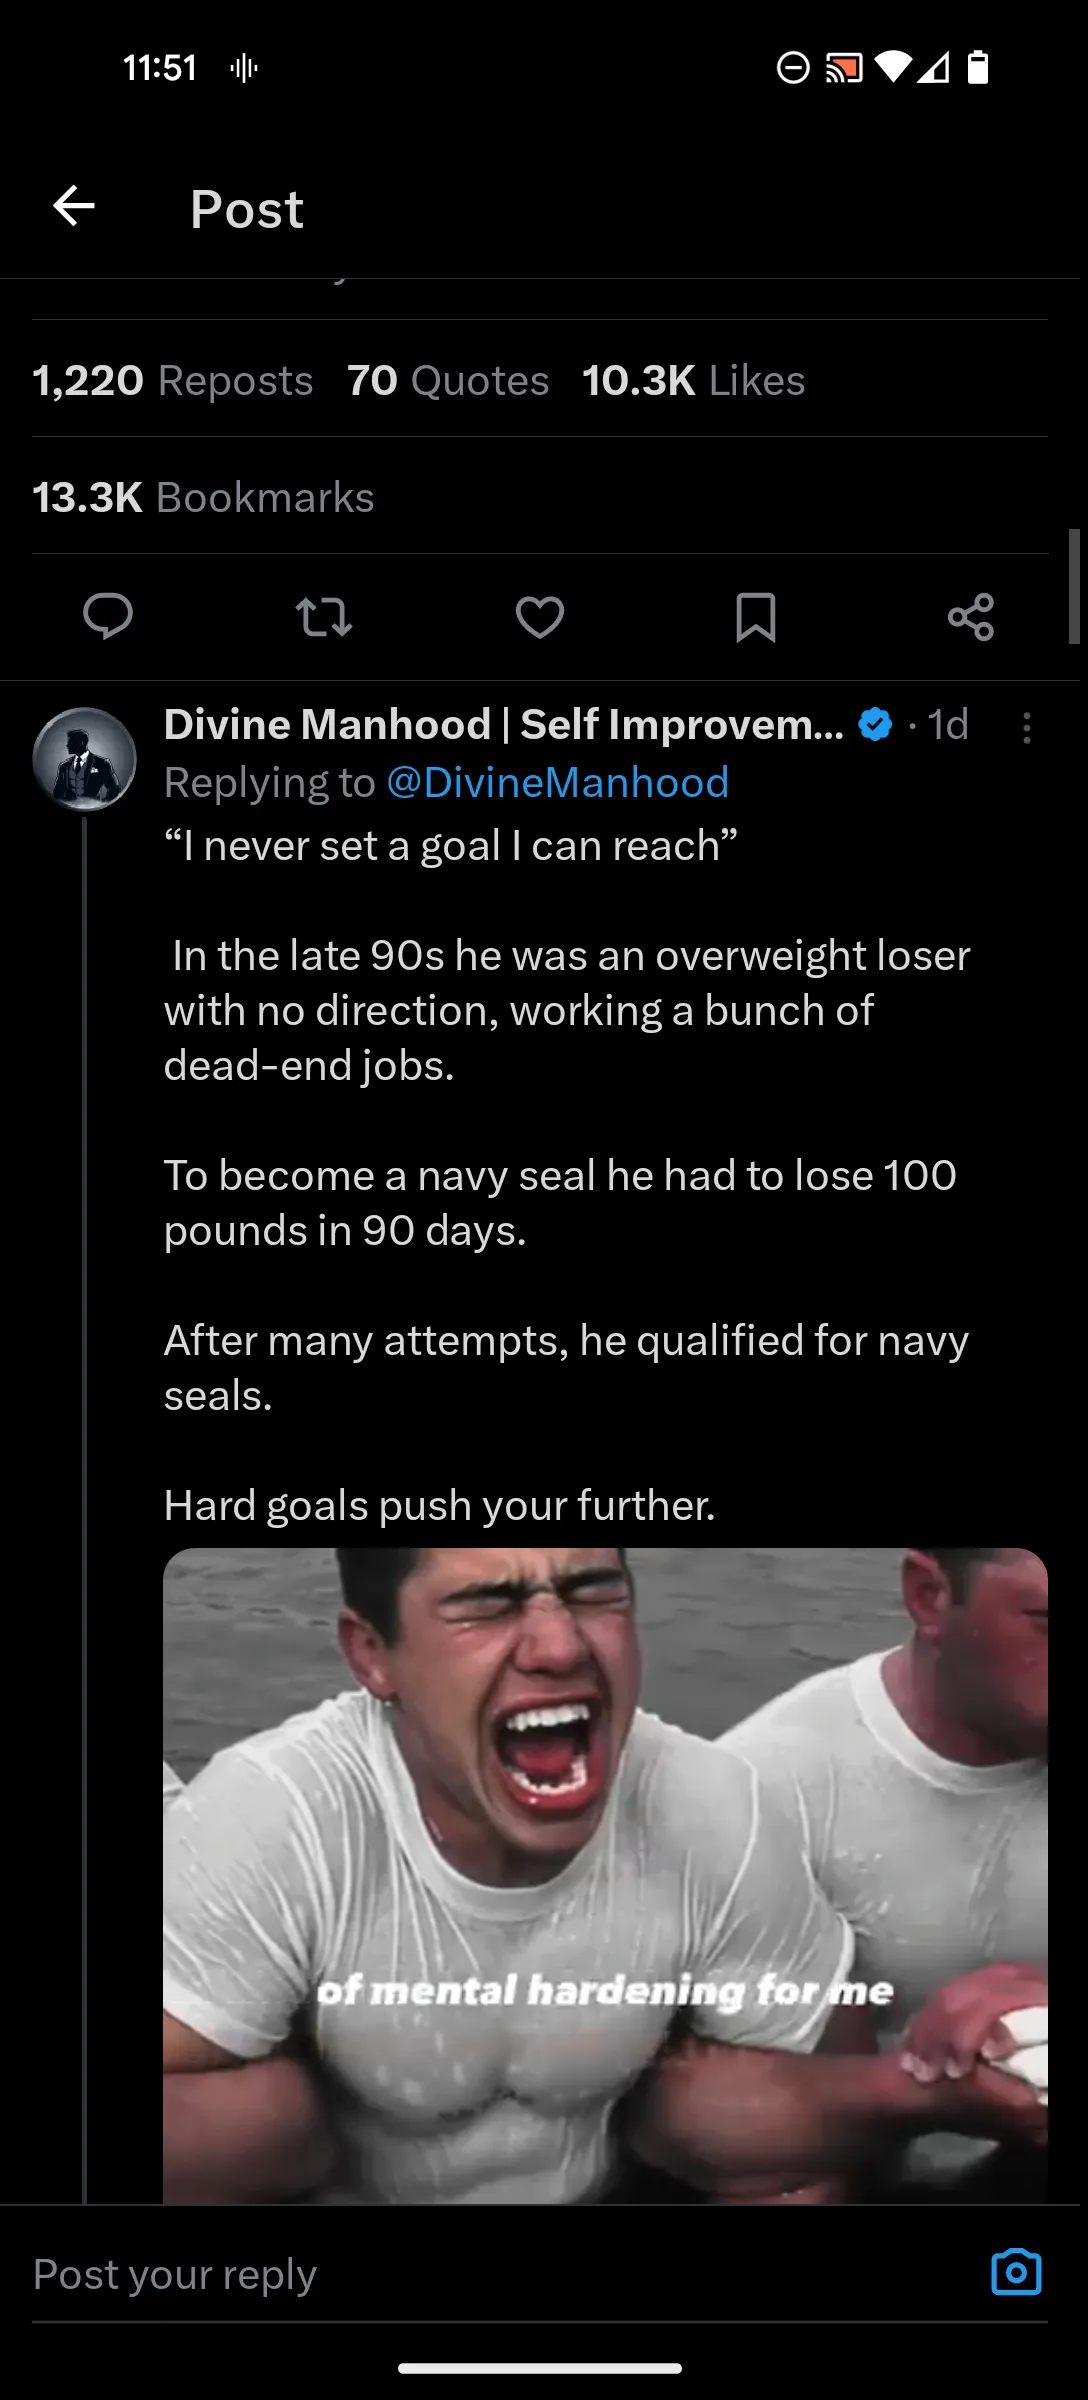 11:51
Post
1,220 Reposts 70 Quotes 10.3K Likes
13.3K Bookmarks
Divine Manhood | Self Improvem... · 1d
Replying to @DivineManhood
“I never set a goal I can reach”
In the late 90s he was an overweight loser
with no direction, working a bunch of
dead-end jobs.
To become a navy seal he had to lose 100
pounds in 90 days.
After many attempts, he qualified for navy
seals.
Hard goals push your further.
of mental hardening for me
Post your reply